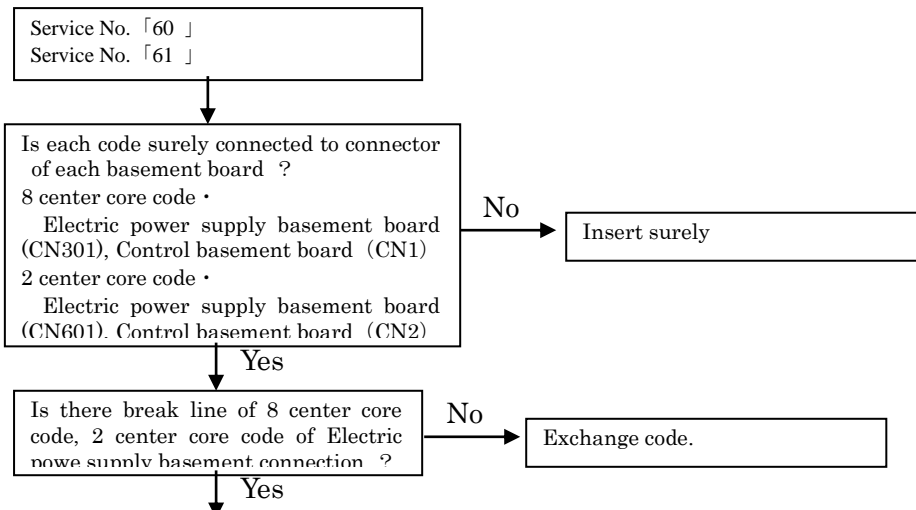 Service No.「60 」
Service No.「61 」
Is each code surely connected to connector
of each basement board ?
8 center core code・
Electric power supply basement board
(CN301), Control basement board (CN1)
2 center core code・
Electric power supply basement board
(CN601), Control basement board (CN2)
No
Insert surely
Yes
Is there break line of 8 center core
code, 2 center core code of Electric
powe supply basement connection ?
No
Exchange code.
Yes